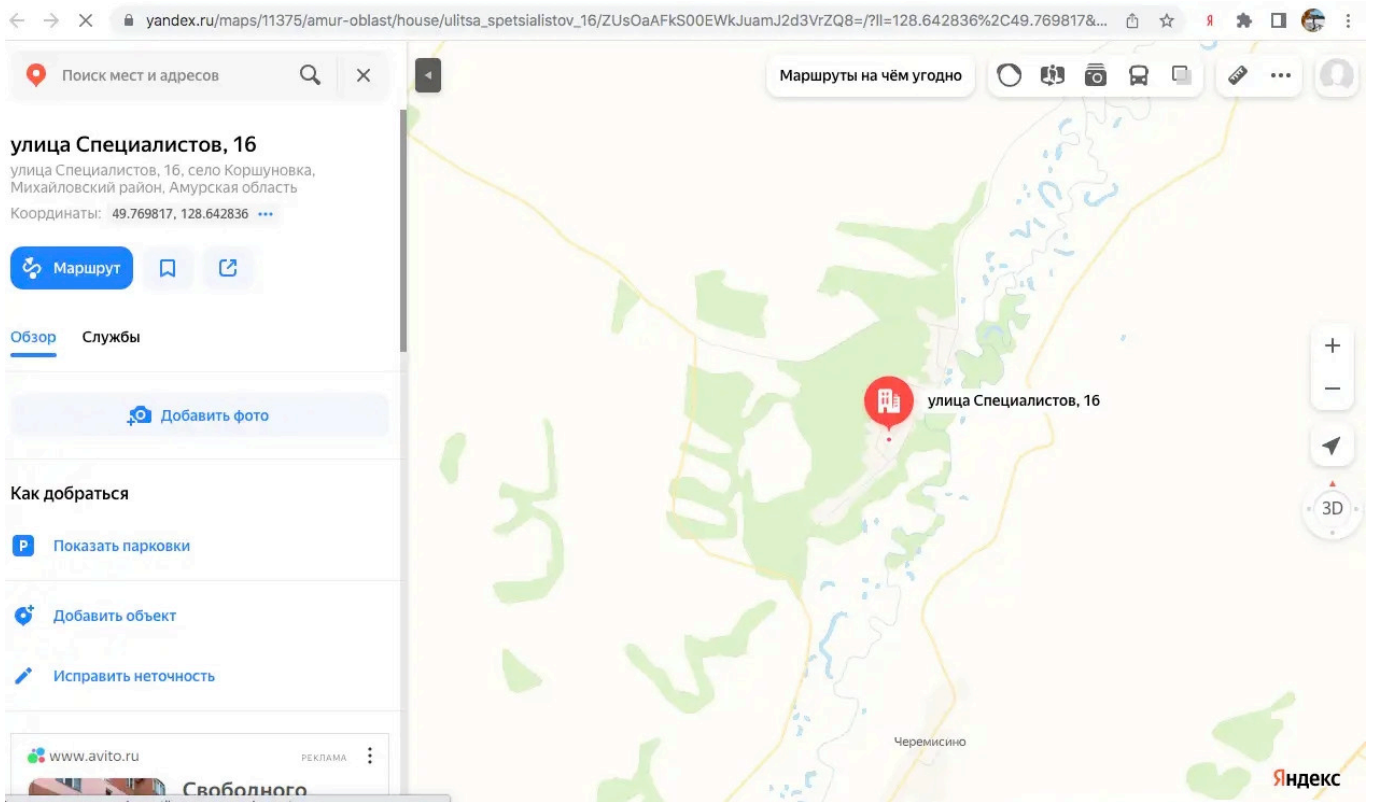 yandex.ru/maps/11375/amur-oblast/house/ulitsa_spetsialistov_16/ZUsOaAFkS00EWkJuamJ2d3VrZQ8=/?ll=128.642836%2C49.769817&...
Я
Поиск мест и адресов
Маршруты на чём угодно
улица Специалистов, 16
улица Специалистов, 16, село Коршуновка,
Михайловский район, Амурская область
Координаты: 49.769817, 128.642836
Маршрут
Обзор Службы
улица Специалистов, 16
Добавить фото
Как добраться
3D
P Показать парковки
Добавить объект
Исправить неточность
Черемисино
www.avito.ru РЕКЛАМА
Свободного
Яндекс